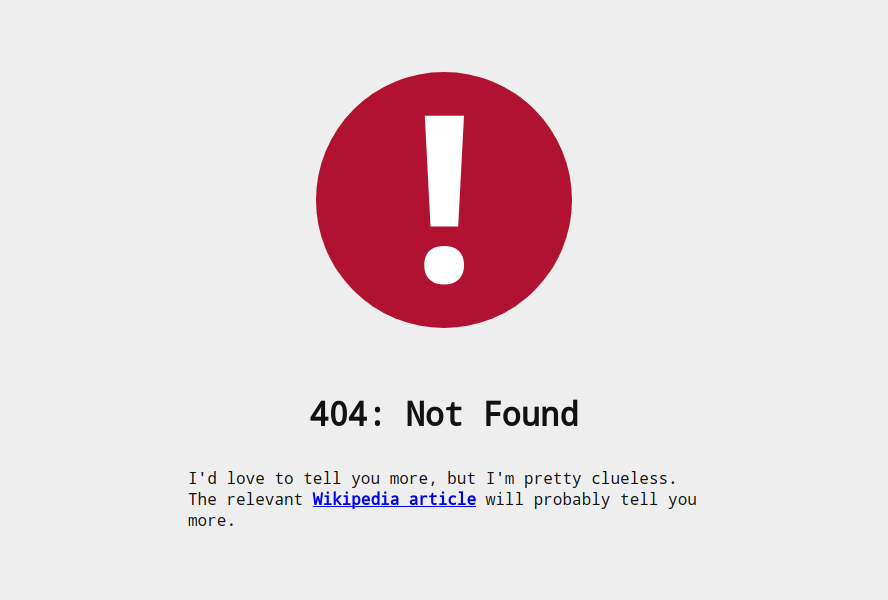 !
404: Not Found
I'd love to tell you more, but I'm pretty clueless.
The relevant Wikipedia article will probably tell you
more.